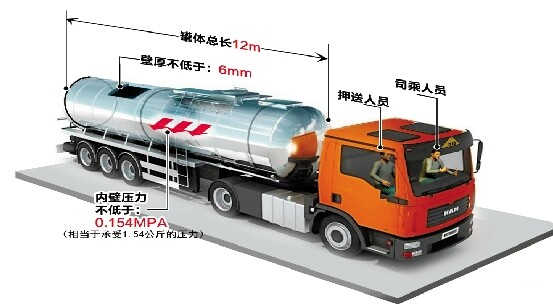 罐体总长12m
壁厚不低于：6mm
押送人员
司乘人员
内壁压力
不低于：
0.154MPA
（相当于承受1.54公斤的压力）
MAN